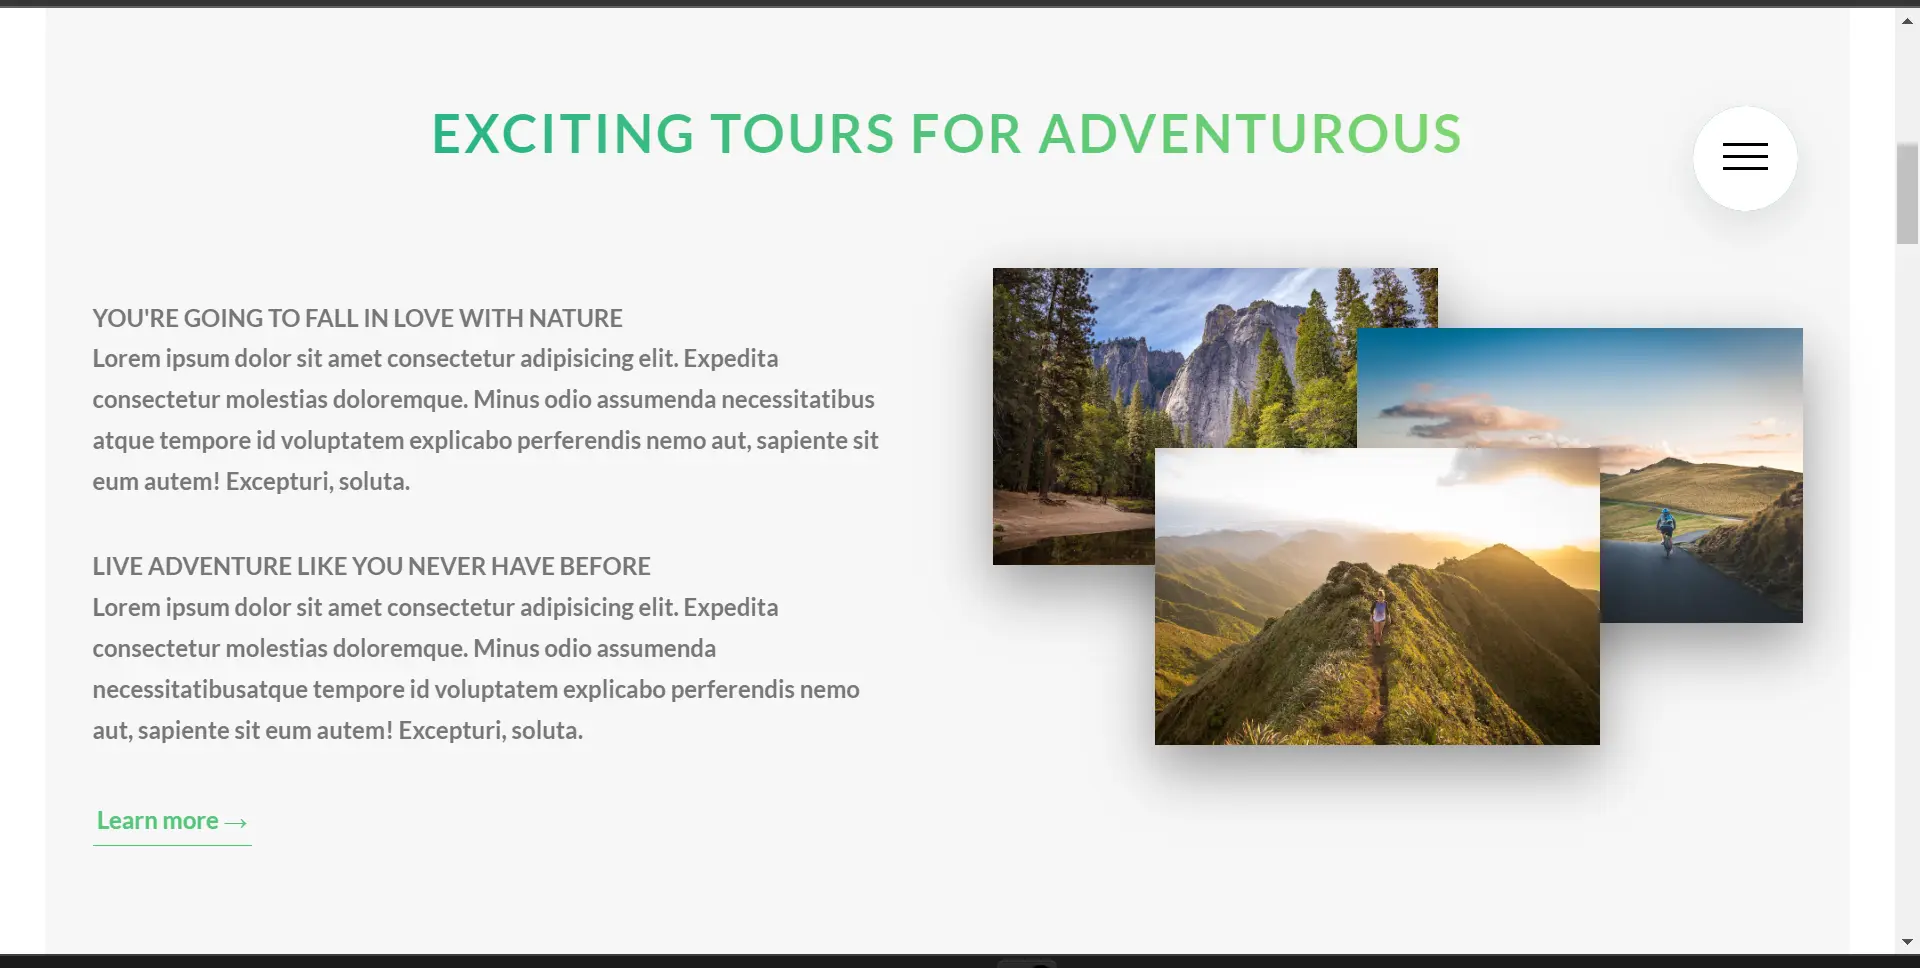 EXCITING TOURS FOR ADVENTUROUS
YOU'RE GOING TO FALL IN LOVE WITH NATURE
Lorem ipsum dolor sit amet consectetur adipisicing elit. Expedita
consectetur molestias doloremque. Minus odio assumenda necessitatibus
atque tempore id voluptatem explicabo perferendis nemo aut, sapiente sit
eum autem! Excepturi, soluta.
LIVE ADVENTURE LIKE YOU NEVER HAVE BEFORE
Lorem ipsum dolor sit amet consectetur adipisicing elit. Expedita
consectetur molestias doloremque. Minus odio assumenda
necessitatibusatque tempore id voluptatem explicabo perferendis nemo
aut, sapiente sit eum autem! Excepturi, soluta.
Learn more →